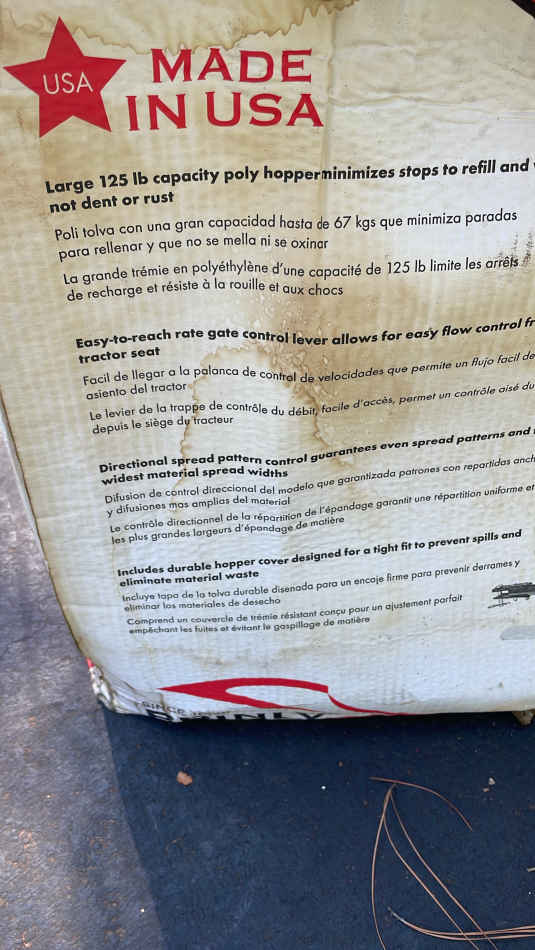 USA
MADE
IN USA
Large 125 lb capacity poly hopper minimizes stops to refill and
not dent or rust
Poli tolva con una gran capacidad hasta de 67 kgs que minimiza paradas
para rellenar y que no se mella ni se oxinar
La grande trémie en polyéthylène d'une capacité de 125 lb limite les arrêts
de recharge et résiste à la rouille et aux chocs
Easy-to-reach rate gate control lever allows for easy flow control fr
tractor seat
Facil de llegar a la palanca de control de velocidades que permite un flujo facil de
asiento del tractor
Le levier de la trappe de contrôle du débit, facile d'accès, permet un contrôle aisé du
depuis le siège du tracteur
Directional spread pattern control guarantees even spread patterns and
widest material spread widths
Difusion de control direccional del modelo que garantizada patrones con repartidas anch
y difusiones mas amplias del material
Le contrôle directionnel de la répartition de l'épandage garantit une répartition uniforme et
les plus grandes largeurs d'épandage de matière
Includes durable hopper cover designed for a tight fit to prevent spills and
eliminate material waste
Incluye tapa de la tolva durable disenada para un encaje firme para prevenir derrames y
eliminar los materiales de desecho
Comprend un couvercle de trémie résistant conçu pour un ajustement parfait
empêchant les fuites et évitant le gaspillage de matière
SINCE